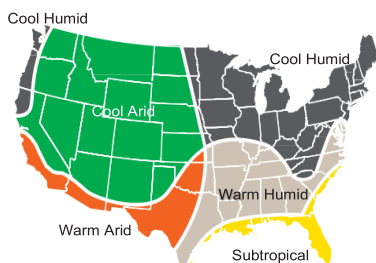 Cool Humid
Cool Humid
Cool Arid
Warm Humid
Warm Arid
Subtropical